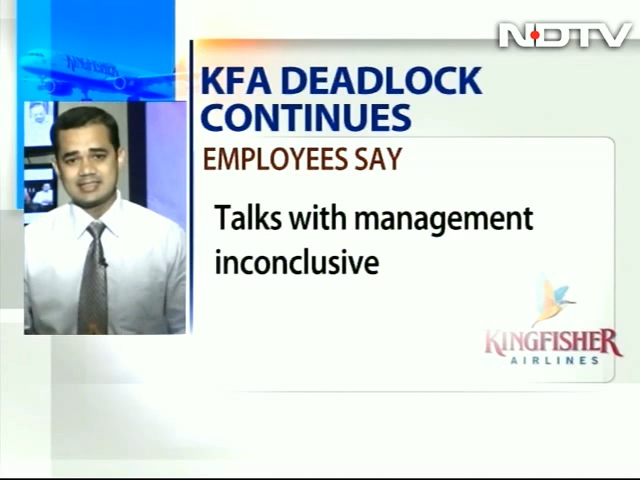 NDTV
KFA DEADLOCK
CONTINUES
EMPLOYEES SAY
Talks with management
inconclusive
KINGFISHER
AIRLINES